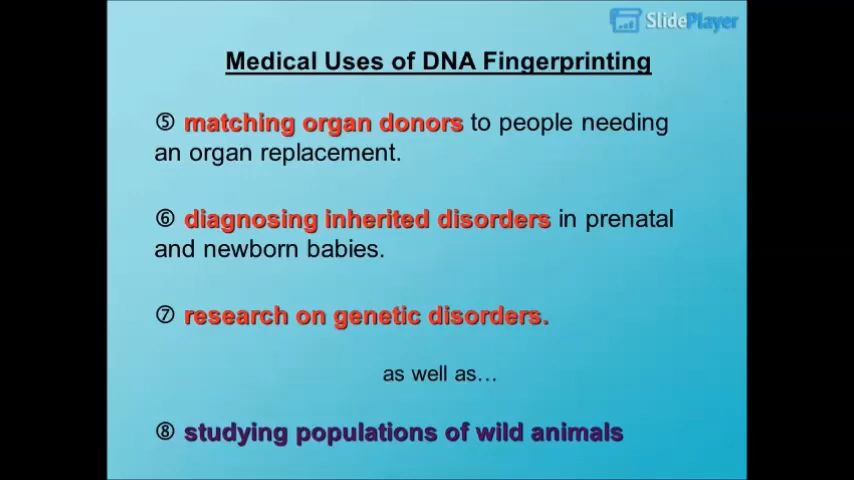 SlidePlayer
Medical Uses of DNA Fingerprinting
⑤ matching organ donors to people needing
an organ replacement.
⑥ diagnosing inherited disorders in prenatal
and newborn babies.
⑦ research on genetic disorders.
as well as...
⑧ studying populations of wild animals